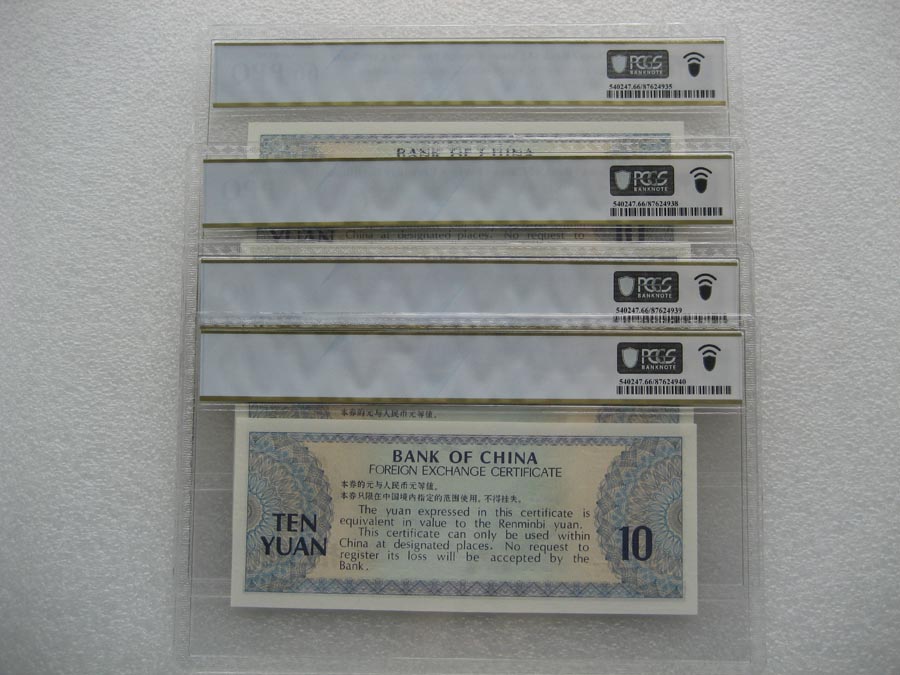 PCGS
BANKNOTE
540247.66/87624935
BANK OF CHINA
PCGS
BANKNOTE
540247.66/87624938
YUAN China at designated places. No request to 10
PCGS
BANKNOTE
540247.66/87624939
PCGS
BANKNOTE
540247.66/87624940
本券的元与人民币元等值。
BANK OF CHINA
FOREIGN EXCHANGE CERTIFICATE
本券的元与人民币元等值。
本券只限在中国境内指定的范围使用，不得挂失。
The yuan expressed in this certificate is
equivalent in value to the Renminbi yuan.
This certificate can only be used within
China at designated places. No request to
register its loss will be accepted by the
Bank.
TEN
YUAN
10